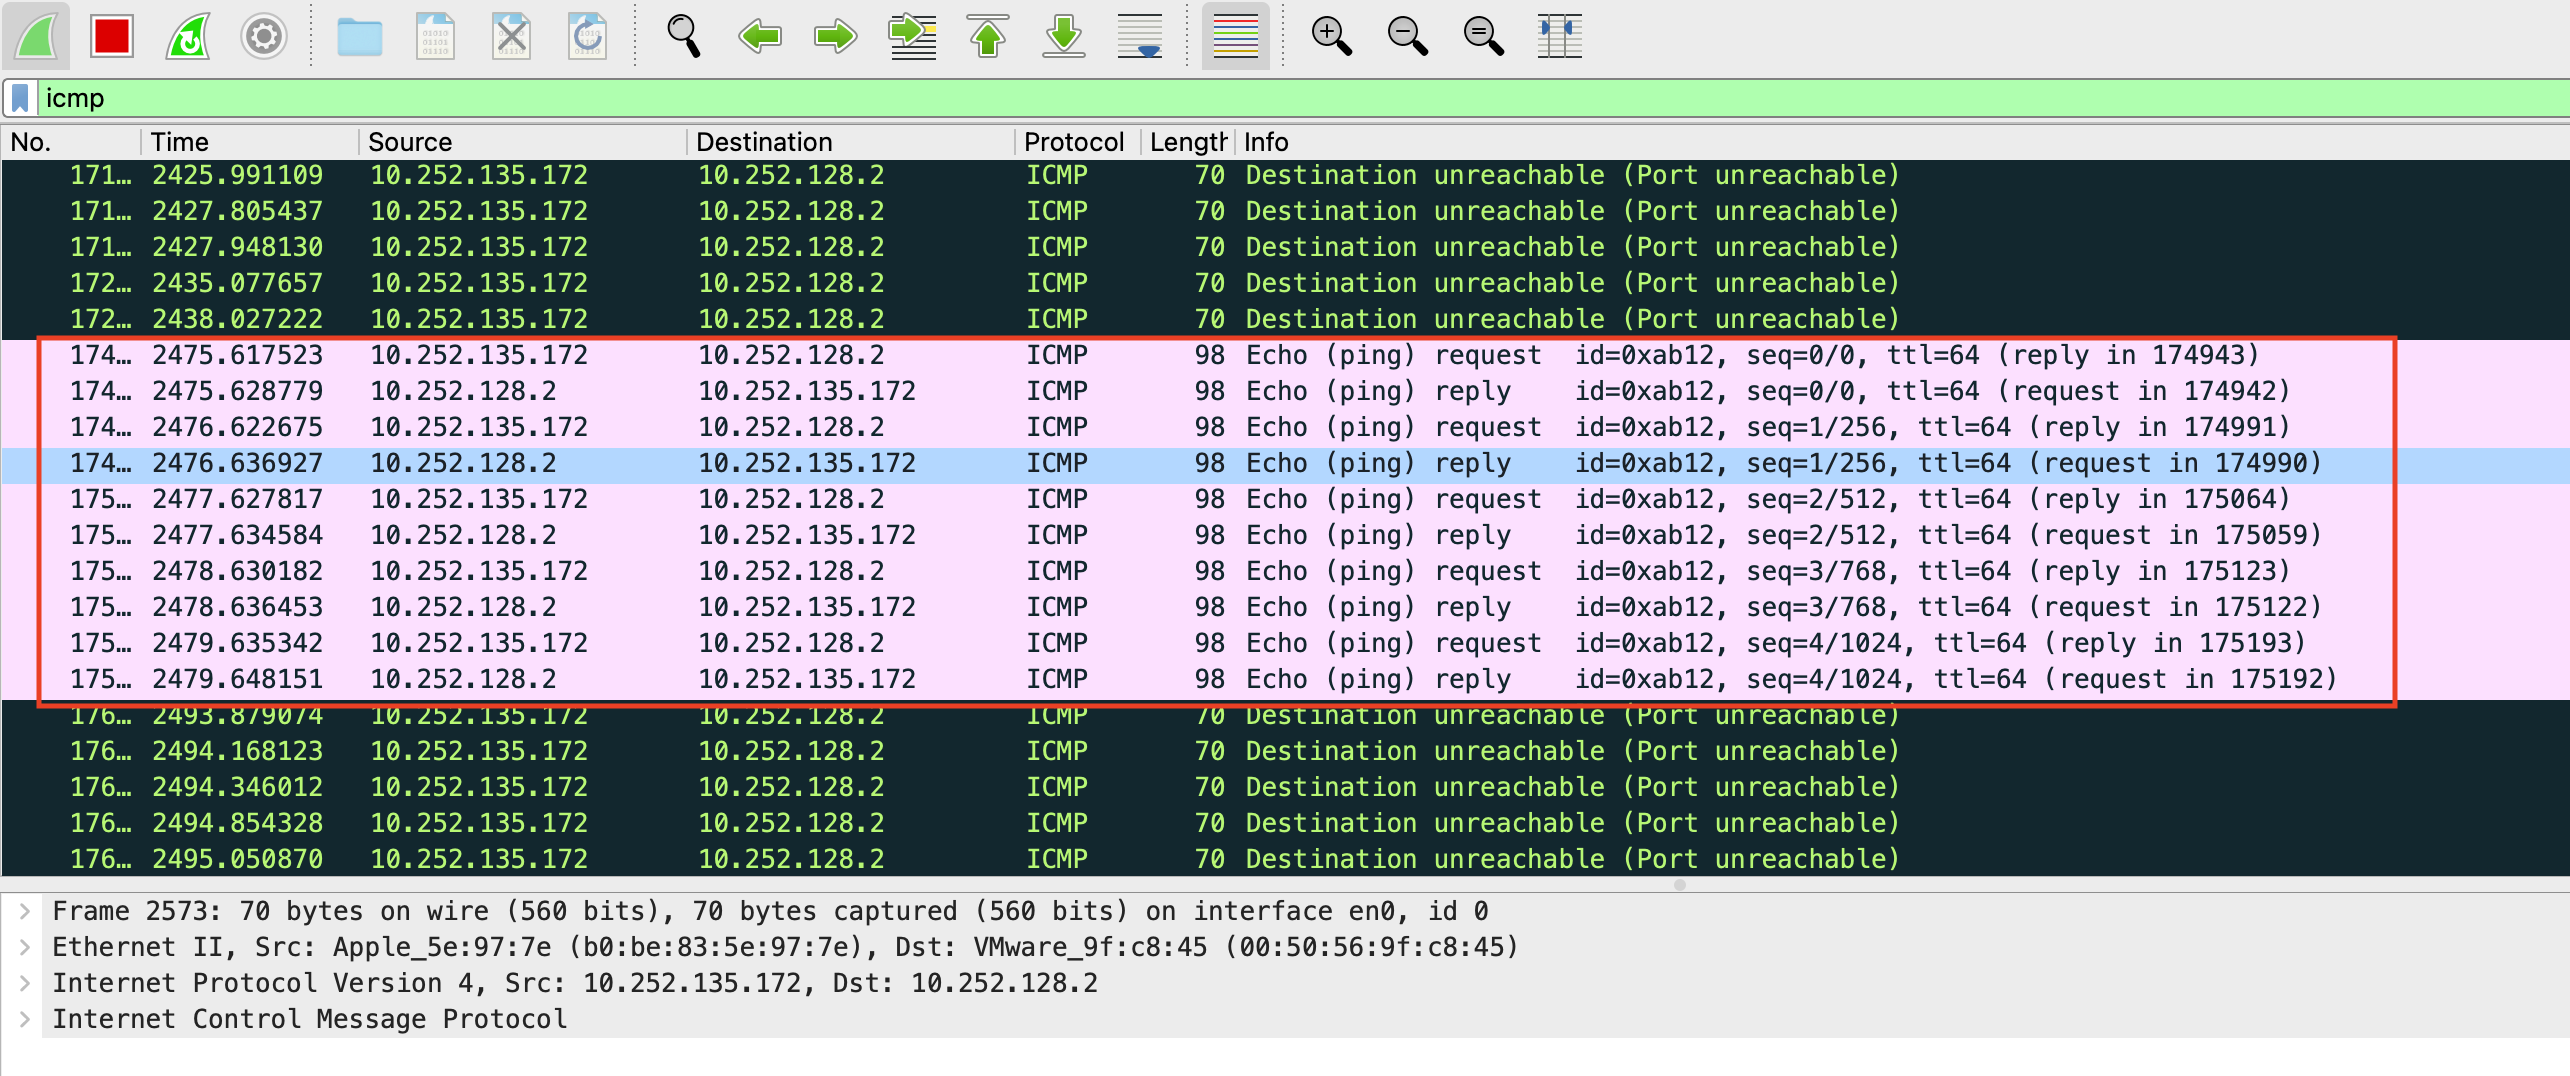 icmp
No. Time Source Destination Protocol Length Info
171… 2425.991109 10.252.135.172 10.252.128.2 ICMP 70 Destination unreachable (Port unreachable)
171… 2427.805437 10.252.135.172 10.252.128.2 ICMP 70 Destination unreachable (Port unreachable)
171… 2427.948130 10.252.135.172 10.252.128.2 ICMP 70 Destination unreachable (Port unreachable)
172… 2435.077657 10.252.135.172 10.252.128.2 ICMP 70 Destination unreachable (Port unreachable)
172… 2438.027222 10.252.135.172 10.252.128.2 ICMP 70 Destination unreachable (Port unreachable)
174… 2475.617523 10.252.135.172 10.252.128.2 ICMP 98 Echo (ping) request id=0xab12, seq=0/0, ttl=64 (reply in 174943)
174… 2475.628779 10.252.128.2 10.252.135.172 ICMP 98 Echo (ping) reply id=0xab12, seq=0/0, ttl=64 (request in 174942)
174… 2476.622675 10.252.135.172 10.252.128.2 ICMP 98 Echo (ping) request id=0xab12, seq=1/256, ttl=64 (reply in 174991)
174… 2476.636927 10.252.128.2 10.252.135.172 ICMP 98 Echo (ping) reply id=0xab12, seq=1/256, ttl=64 (request in 174990)
175… 2477.627817 10.252.135.172 10.252.128.2 ICMP 98 Echo (ping) request id=0xab12, seq=2/512, ttl=64 (reply in 175064)
175… 2477.634584 10.252.128.2 10.252.135.172 ICMP 98 Echo (ping) reply id=0xab12, seq=2/512, ttl=64 (request in 175059)
175… 2478.630182 10.252.135.172 10.252.128.2 ICMP 98 Echo (ping) request id=0xab12, seq=3/768, ttl=64 (reply in 175123)
175… 2478.636453 10.252.128.2 10.252.135.172 ICMP 98 Echo (ping) reply id=0xab12, seq=3/768, ttl=64 (request in 175122)
175… 2479.635342 10.252.135.172 10.252.128.2 ICMP 98 Echo (ping) request id=0xab12, seq=4/1024, ttl=64 (reply in 175193)
175… 2479.648151 10.252.128.2 10.252.135.172 ICMP 98 Echo (ping) reply id=0xab12, seq=4/1024, ttl=64 (request in 175192)
176… 2493.879074 10.252.135.172 10.252.128.2 ICMP 70 Destination unreachable (Port unreachable)
176… 2494.168123 10.252.135.172 10.252.128.2 ICMP 70 Destination unreachable (Port unreachable)
176… 2494.346012 10.252.135.172 10.252.128.2 ICMP 70 Destination unreachable (Port unreachable)
176… 2494.854328 10.252.135.172 10.252.128.2 ICMP 70 Destination unreachable (Port unreachable)
176… 2495.050870 10.252.135.172 10.252.128.2 ICMP 70 Destination unreachable (Port unreachable)
Frame 2573: 70 bytes on wire (560 bits), 70 bytes captured (560 bits) on interface en0, id 0
Ethernet II, Src: Apple_5e:97:7e (b0:be:83:5e:97:7e), Dst: VMware_9f:c8:45 (00:50:56:9f:c8:45)
Internet Protocol Version 4, Src: 10.252.135.172, Dst: 10.252.128.2
Internet Control Message Protocol